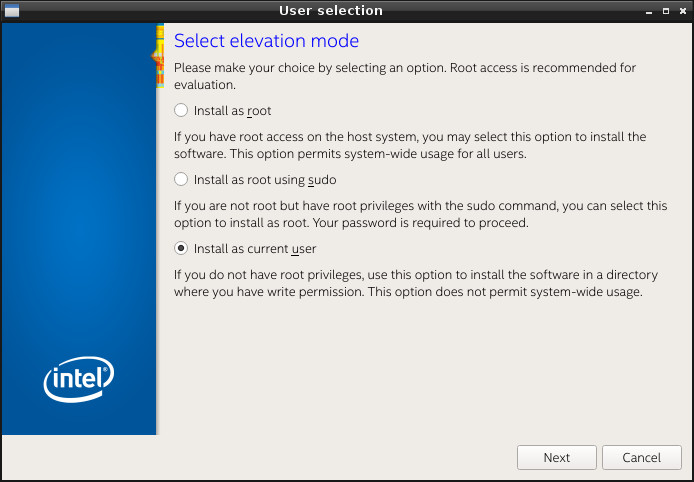 User selection
Select elevation mode
Please make your choice by selecting an option. Root access is recommended for
evaluation.
Install as root
If you have root access on the host system, you may select this option to install the
software. This option permits system-wide usage for all users.
Install as root using sudo
If you are not root but have root privileges with the sudo command, you can select this
option to install as root. Your password is required to proceed.
Install as current user
If you do not have root privileges, use this option to install the software in a directory
where you have write permission. This option does not permit system-wide usage.
intel
Next
Cancel